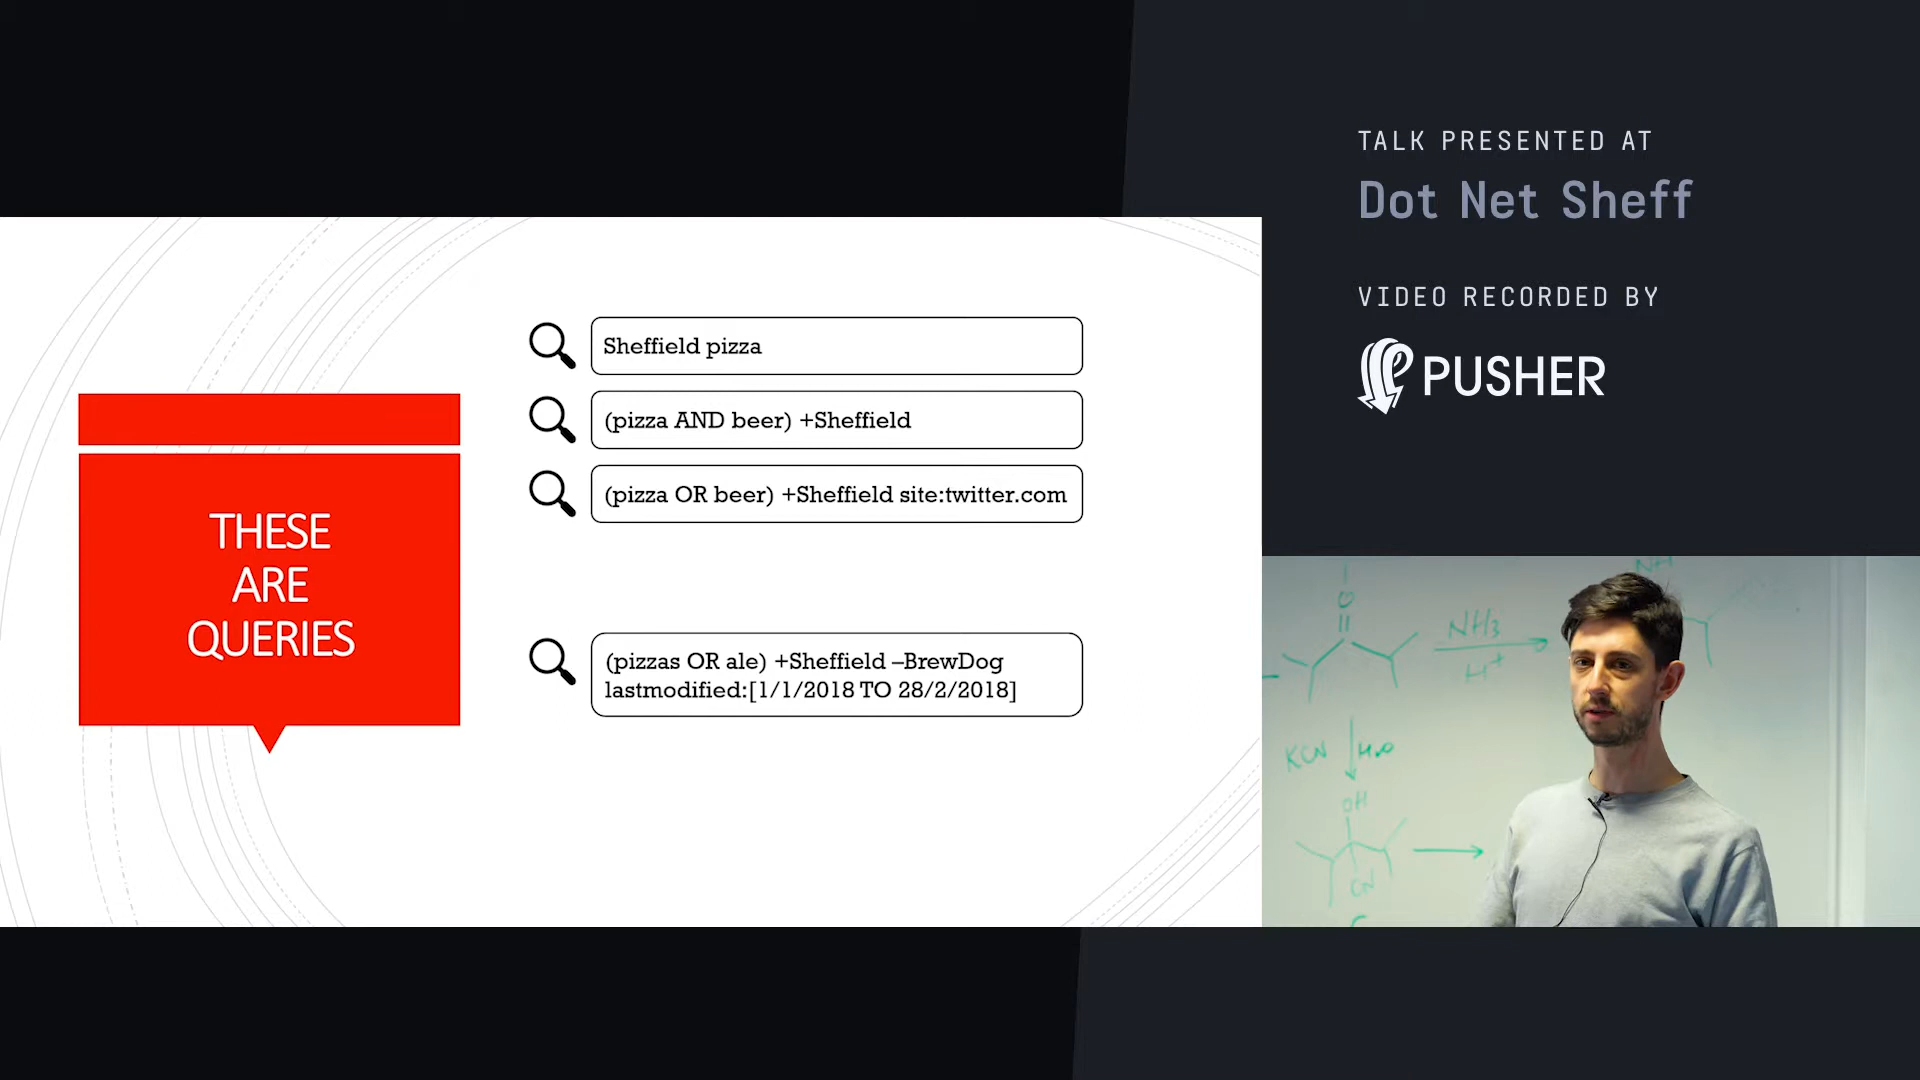 TALK PRESENTED AT
Dot Net Sheff
VIDEO RECORDED BY
PUSHER
THESE
ARE
QUERIES
Sheffield pizza
(pizza AND beer) +Sheffield
(pizza OR beer) +Sheffield site:twitter.com
(pizzas OR ale) +Sheffield –BrewDog
lastmodified:[1/1/2018 TO 28/2/2018]
NH3
H+
KCN
H2O
OH
CN
O
NH